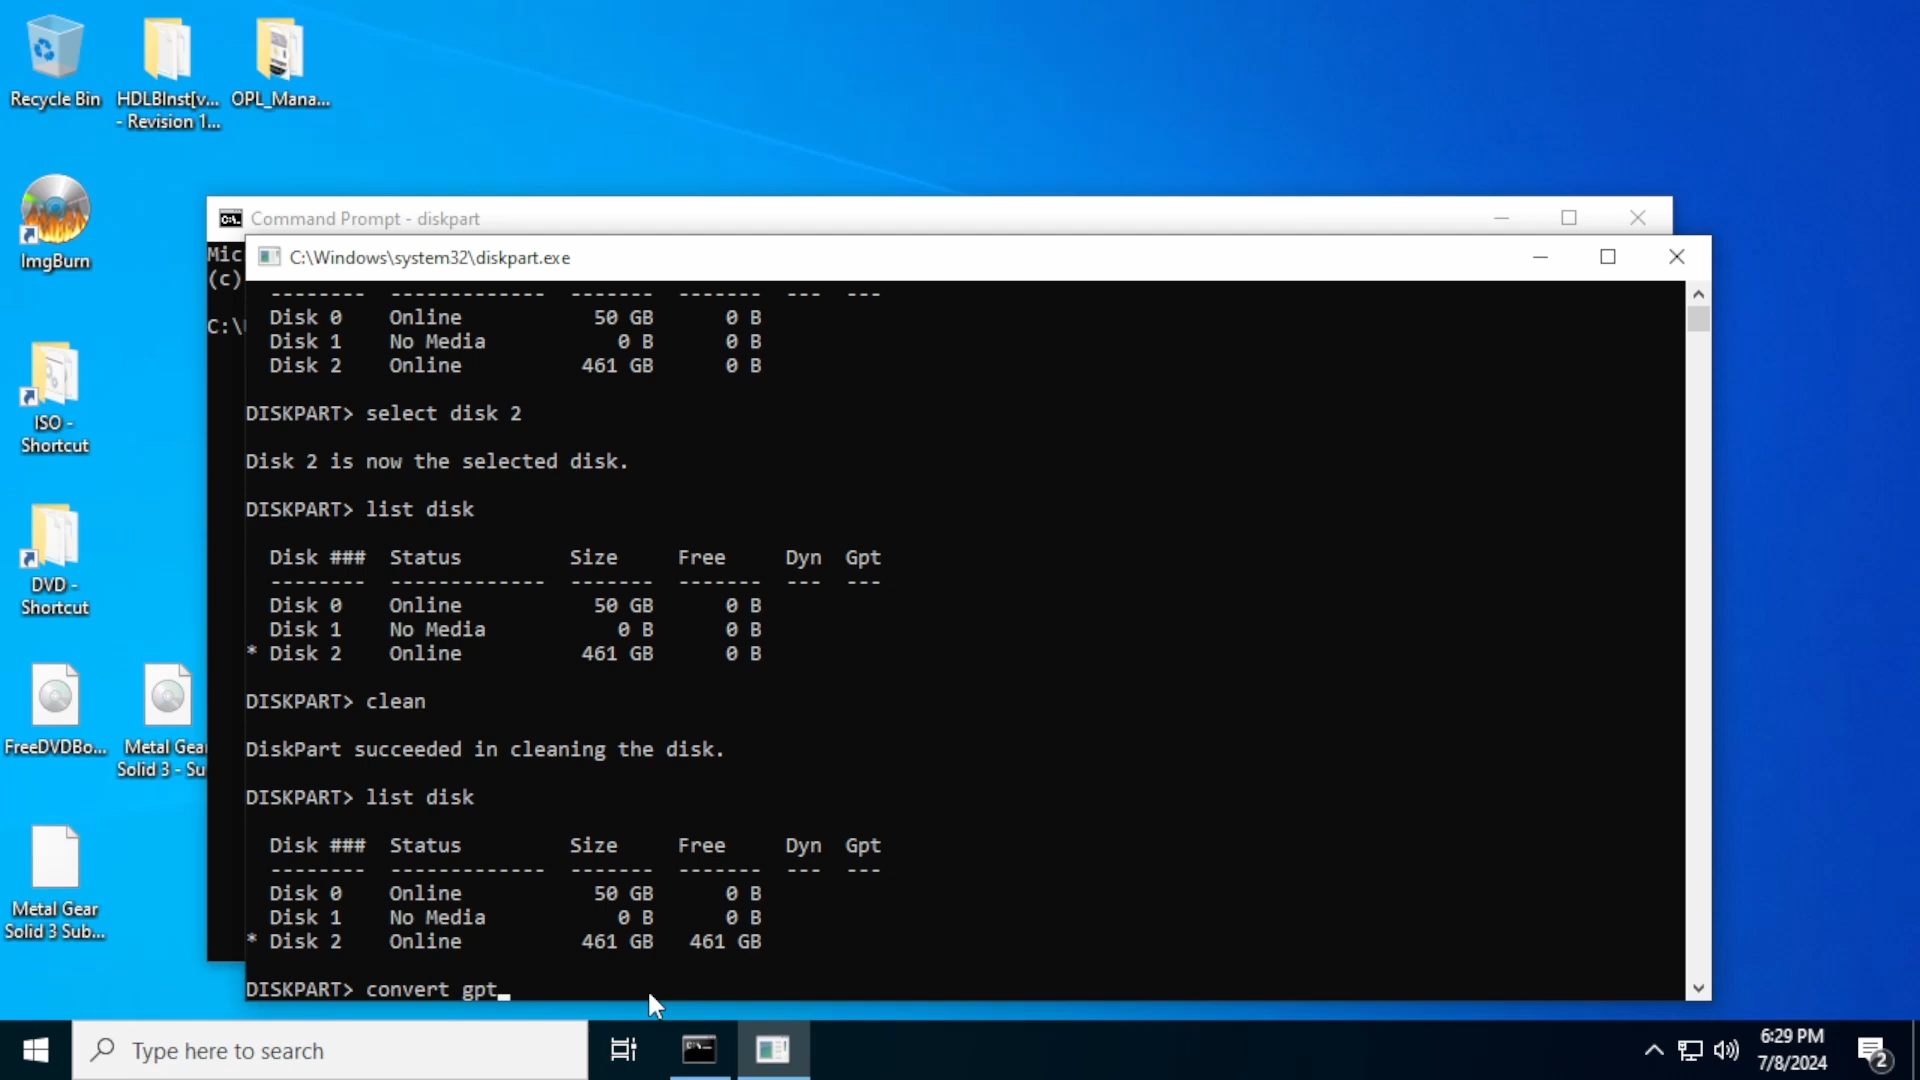 Recycle Bin
HDLBInst[v...
- Revision 1...
OPL_Mana...
ImgBurn
ISO -
Shortcut
DVD -
Shortcut
FreeDVDBo...
Metal Gear
Solid 3 - Su
Metal Gear
Solid 3 Sub...
Command Prompt - diskpart
Mic
(c)
C:\
C:\Windows\system32\diskpart.exe
-------- ------------- ------- ------- --- ---
Disk 0 Online 50 GB 0 B
Disk 1 No Media 0 B 0 B
Disk 2 Online 461 GB 0 B
DISKPART> select disk 2
Disk 2 is now the selected disk.
DISKPART> list disk
Disk ### Status Size Free Dyn Gpt
-------- ------------- ------- ------- --- ---
Disk 0 Online 50 GB 0 B
Disk 1 No Media 0 B 0 B
* Disk 2 Online 461 GB 0 B
DISKPART> clean
DiskPart succeeded in cleaning the disk.
DISKPART> list disk
Disk ### Status Size Free Dyn Gpt
-------- ------------- ------- ------- --- ---
Disk 0 Online 50 GB 0 B
Disk 1 No Media 0 B 0 B
* Disk 2 Online 461 GB 461 GB
DISKPART> convert gpt_
Type here to search
6:29 PM
7/8/2024
2